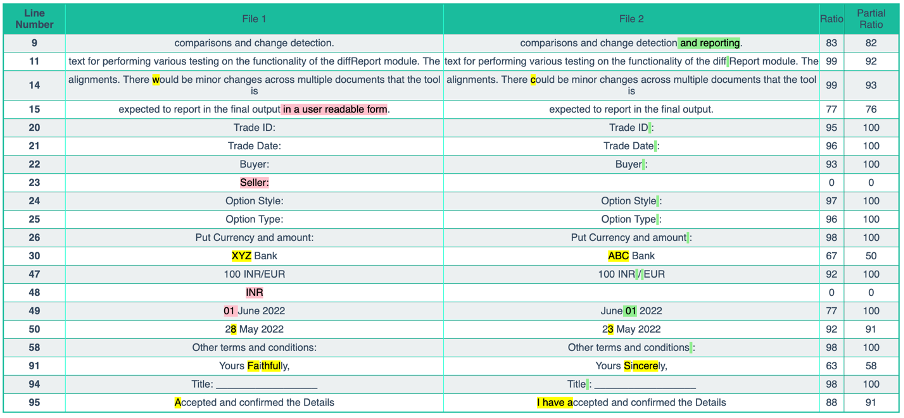 Line Number | File 1 | File 2 | Ratio | Partial Ratio
9 | comparisons and change detection. | comparisons and change detection and reporting. | 83 | 82
11 | text for performing various testing on the functionality of the diffReport module. The | text for performing various testing on the functionality of the diff Report module. The | 99 | 92
14 | alignments. There would be minor changes across multiple documents that the tool is | alignments. There could be minor changes across multiple documents that the tool is | 99 | 93
15 | expected to report in the final output in a user readable form. | expected to report in the final output. | 77 | 76
20 | Trade ID: | Trade ID : | 95 | 100
21 | Trade Date: | Trade Date : | 96 | 100
22 | Buyer: | Buyer : | 93 | 100
23 | Seller: | | 0 | 0
24 | Option Style: | Option Style : | 97 | 100
25 | Option Type: | Option Type : | 96 | 100
26 | Put Currency and amount: | Put Currency and amount : | 98 | 100
30 | XYZ Bank | ABC Bank | 67 | 50
47 | 100 INR/EUR | 100 INR / EUR | 92 | 100
48 | INR | | 0 | 0
49 | 01 June 2022 | June 01 2022 | 77 | 100
50 | 28 May 2022 | 23 May 2022 | 92 | 91
58 | Other terms and conditions: | Other terms and conditions : | 98 | 100
91 | Yours Faithfully, | Yours Sincerely, | 63 | 58
94 | Title: ____________________ | Title : ____________________ | 98 | 100
95 | Accepted and confirmed the Details | I have accepted and confirmed the Details | 88 | 91